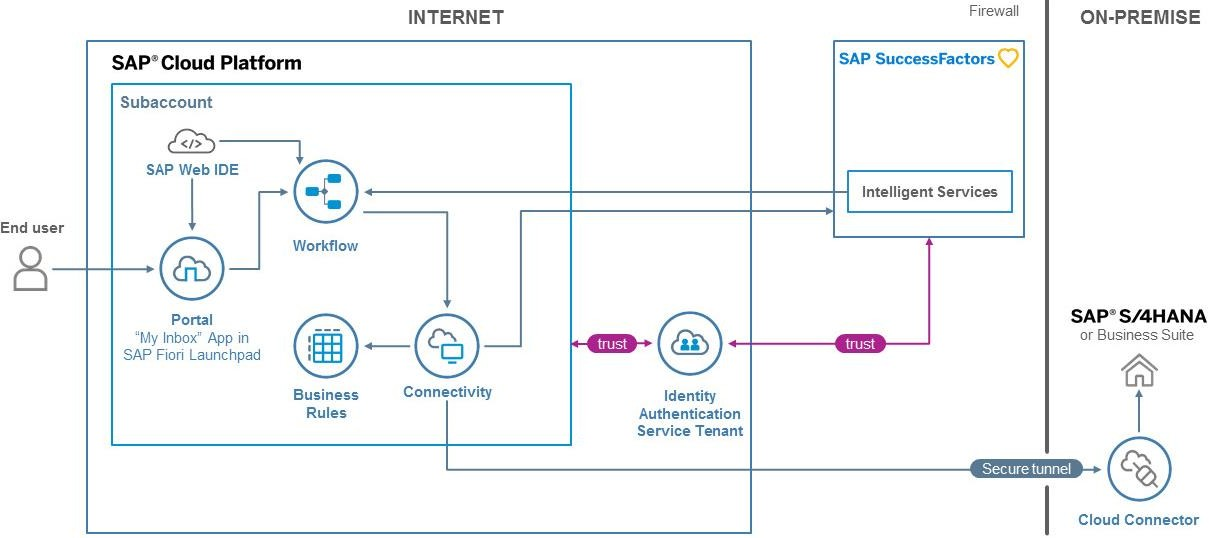 INTERNET
Firewall
ON-PREMISE
SAP® Cloud Platform
SAP SuccessFactors
Subaccount
</>
SAP Web IDE
Intelligent Services
End user
Workflow
Portal
“My Inbox” App in
SAP Fiori Launchpad
Business
Rules
Connectivity
trust
Identity
Authentication
Service Tenant
trust
SAP® S/4HANA
or Business Suite
Secure tunnel
Cloud Connector